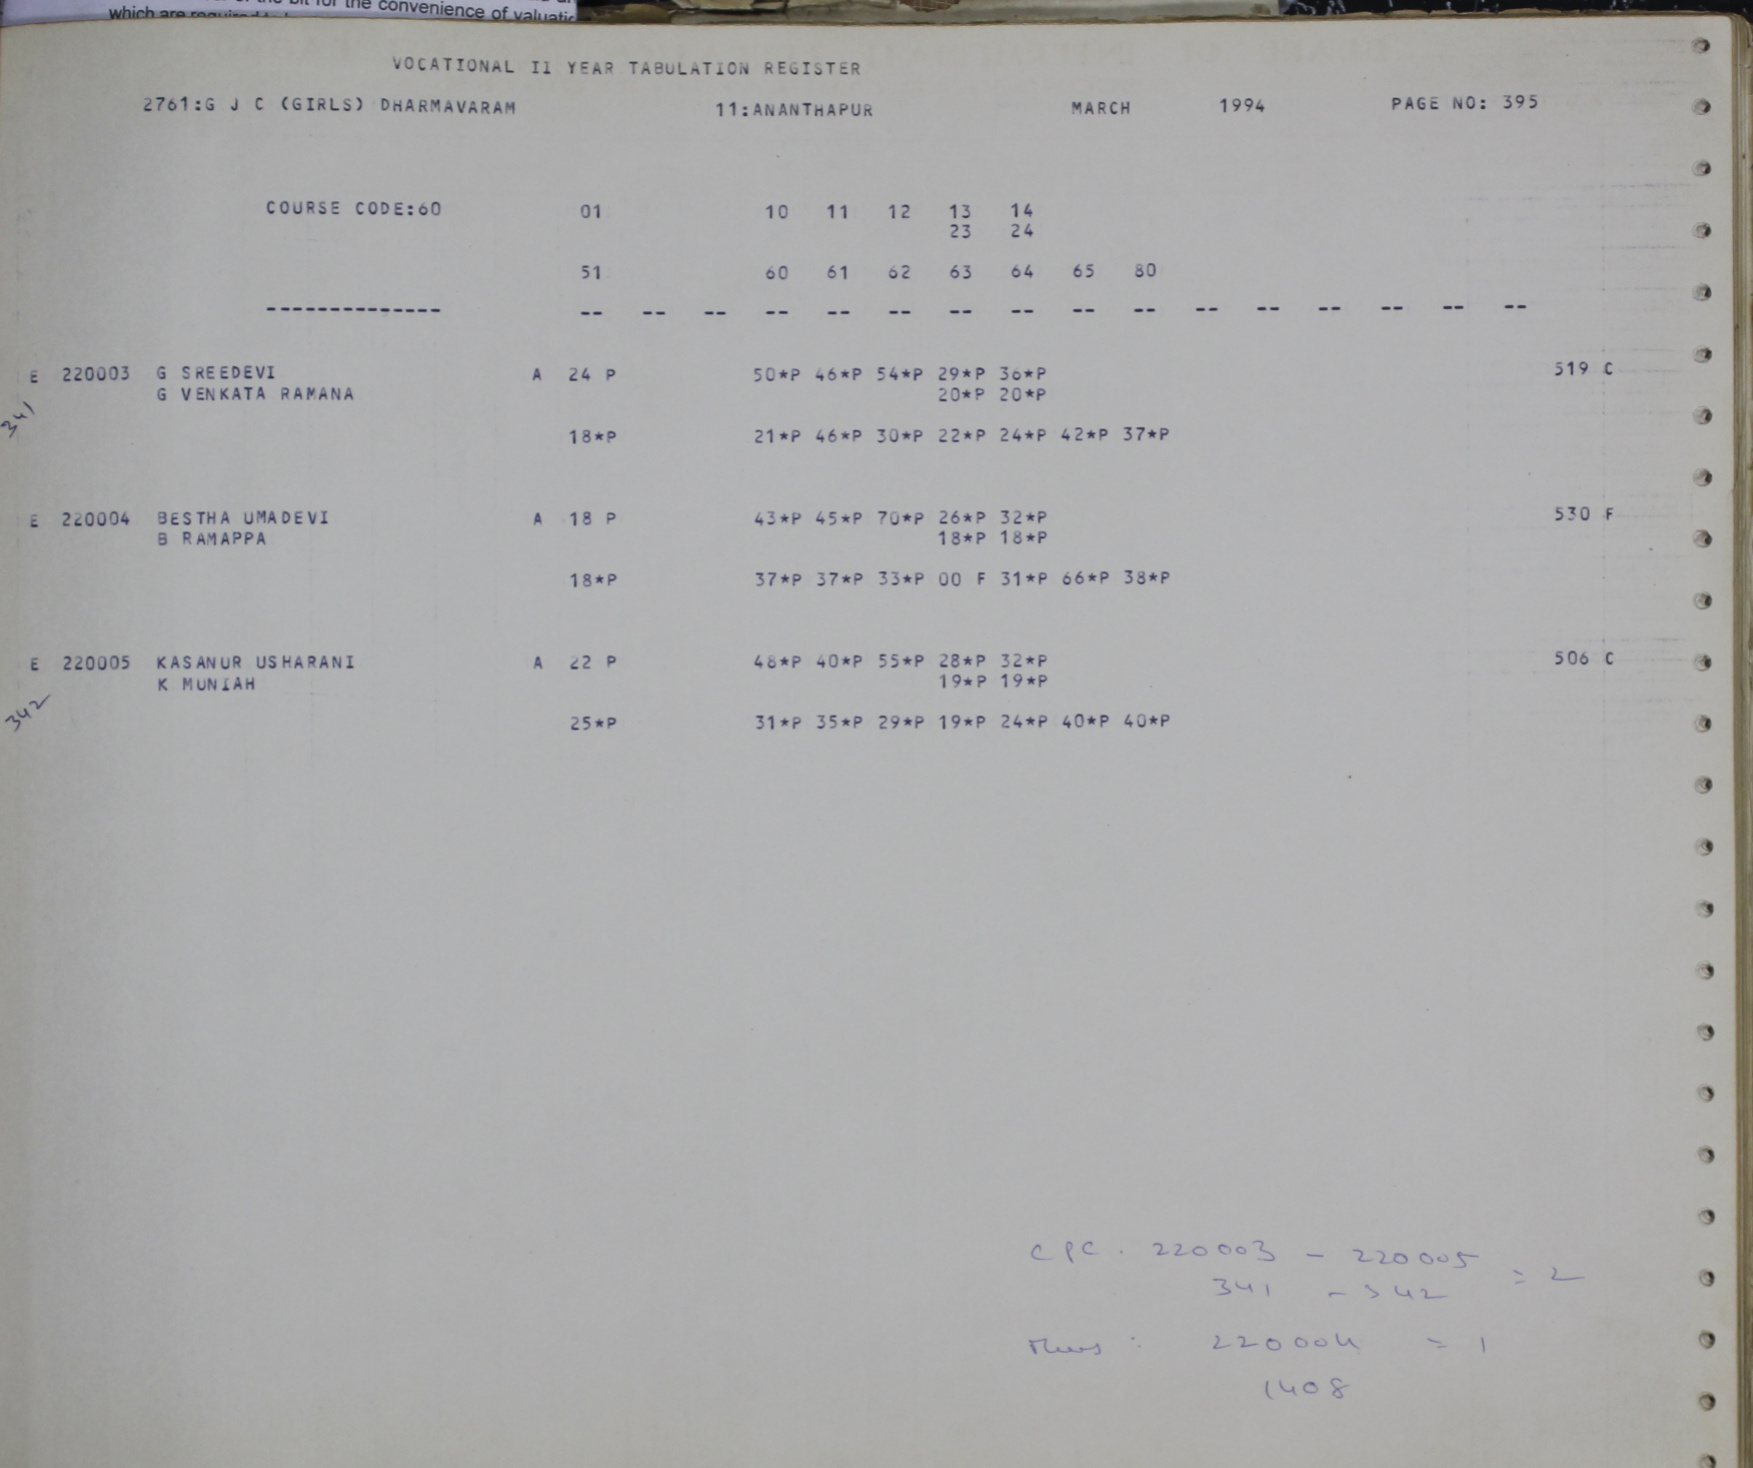 of the bit for the convenience of valuatic
which are required
VOCATIONAL II YEAR TABULATION REGISTER
2761:G J C (GIRLS) DHARMAVARAM 11:ANANTHAPUR MARCH 1994 PAGE NO: 395
COURSE CODE:60 01 10 11 12 13 14
23 24
51 60 61 62 63 64 65 80
-------------- -- -- -- -- -- -- -- -- -- -- -- -- -- -- -- --
E 220003 G SREEDEVI A 24 P 50*P 46*P 54*P 29*P 36*P 519 C
341
G VENKATA RAMANA 20*P 20*P
18*P 21*P 46*P 30*P 22*P 24*P 42*P 37*P
E 220004 BESTHA UMADEVI A 18 P 43*P 45*P 70*P 26*P 32*P 530 F
B RAMAPPA 18*P 18*P
18*P 37*P 37*P 33*P 00 F 31*P 66*P 38*P
E 220005 KASANUR USHARANI A 22 P 48*P 40*P 55*P 28*P 32*P 506 C
K MUNIAH 19*P 19*P
342
25*P 31*P 35*P 29*P 19*P 24*P 40*P 40*P
CPC . 220003 - 220005 = 2
341 - 342
220004 = 1
1408